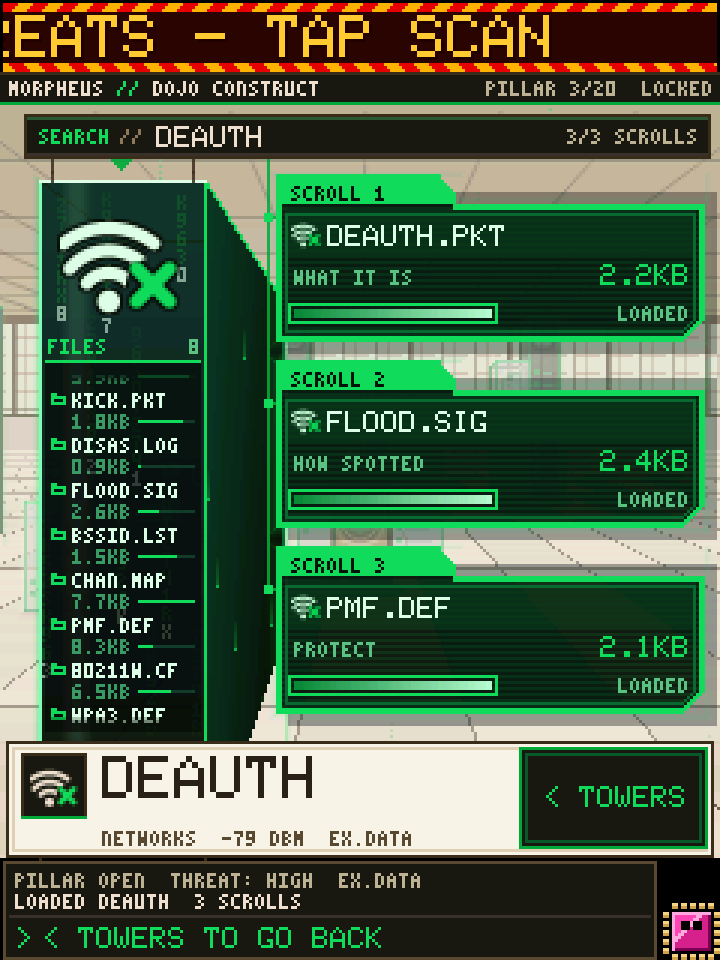 EATS - TAP SCAN
MORPHEUS // DOJO CONSTRUCT
PILLAR 3/20 LOCKED
SEARCH // DEAUTH
3/3 SCROLLS
FILES 8
KICK.PKT
1.8KB
DISAS.LOG
0.9KB
FLOOD.SIG
2.6KB
BSSID.LST
1.5KB
CHAN.MAP
7.7KB
PMF.DEF
8.3KB
80211W.CF
6.5KB
WPA3.DEF
SCROLL 1
DEAUTH.PKT
WHAT IT IS 2.2KB
LOADED
SCROLL 2
FLOOD.SIG
HOW SPOTTED 2.4KB
LOADED
SCROLL 3
PMF.DEF
PROTECT 2.1KB
LOADED
DEAUTH
NETWORKS -79 DBM EX.DATA
< TOWERS
PILLAR OPEN THREAT: HIGH EX.DATA
LOADED DEAUTH 3 SCROLLS
> < TOWERS TO GO BACK